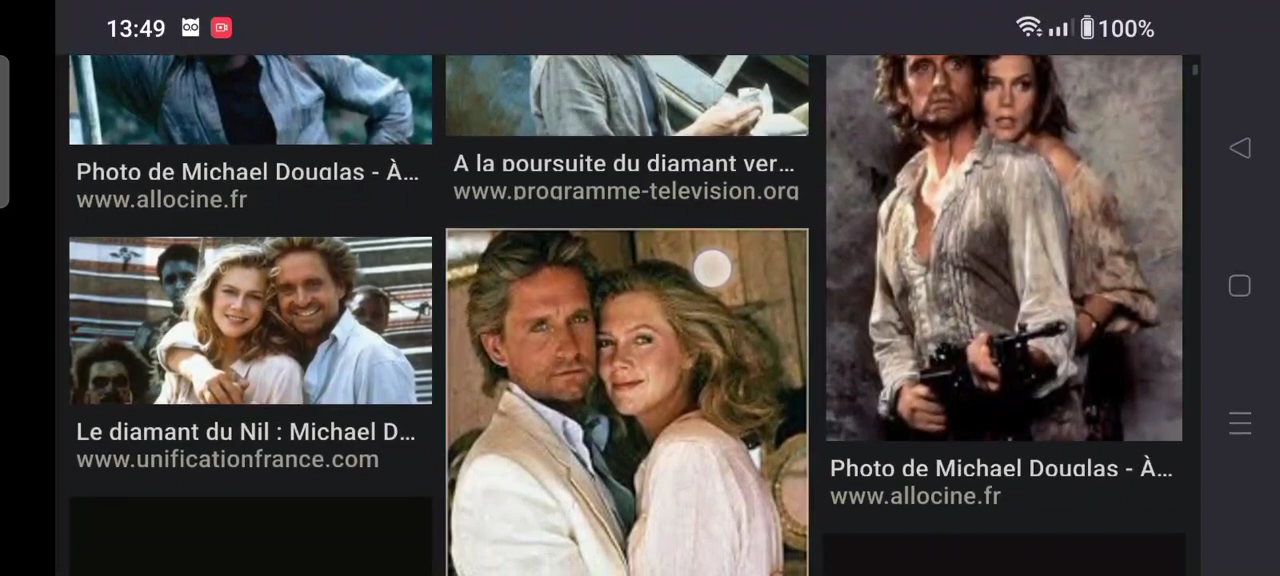 13:49
100%
Photo de Michael Douglas - À...
www.allocine.fr
A la poursuite du diamant ver...
www.programme-television.org
Le diamant du Nil : Michael D...
www.unificationfrance.com
Photo de Michael Douglas - À...
www.allocine.fr